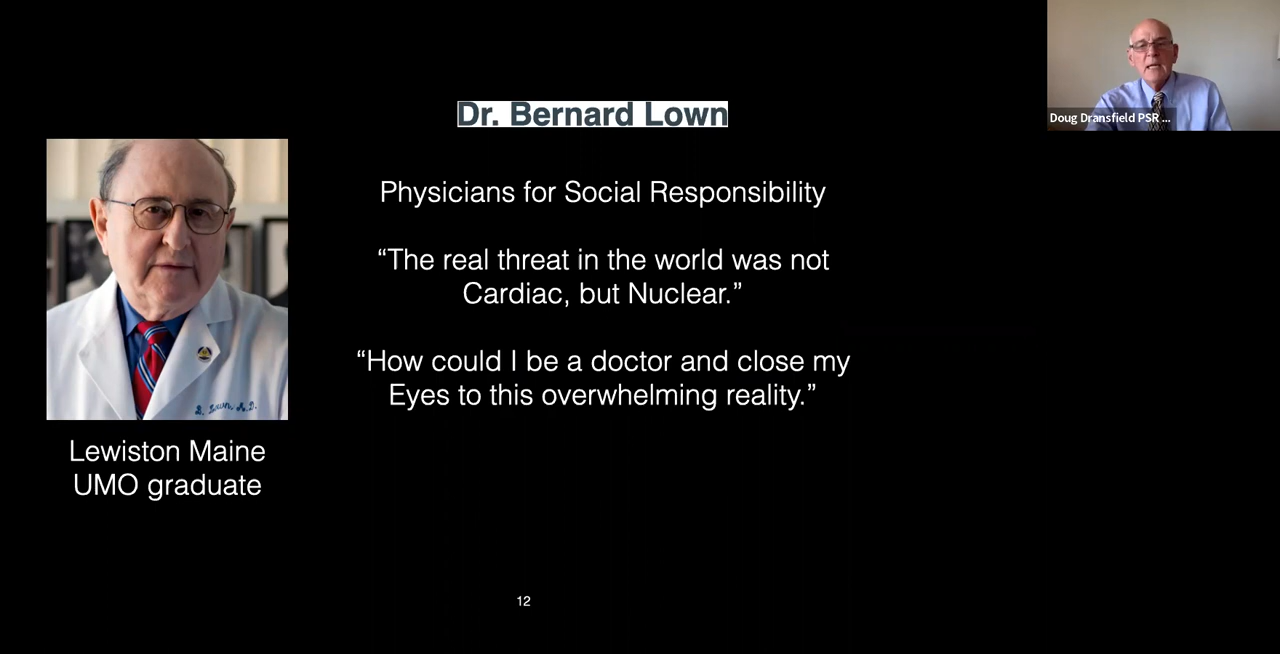 Dr. Bernard Lown
Doug Dransfield PSR ...
Physicians for Social Responsibility
“The real threat in the world was not
Cardiac, but Nuclear.”
“How could I be a doctor and close my
Eyes to this overwhelming reality.”
Lewiston Maine
UMO graduate
12